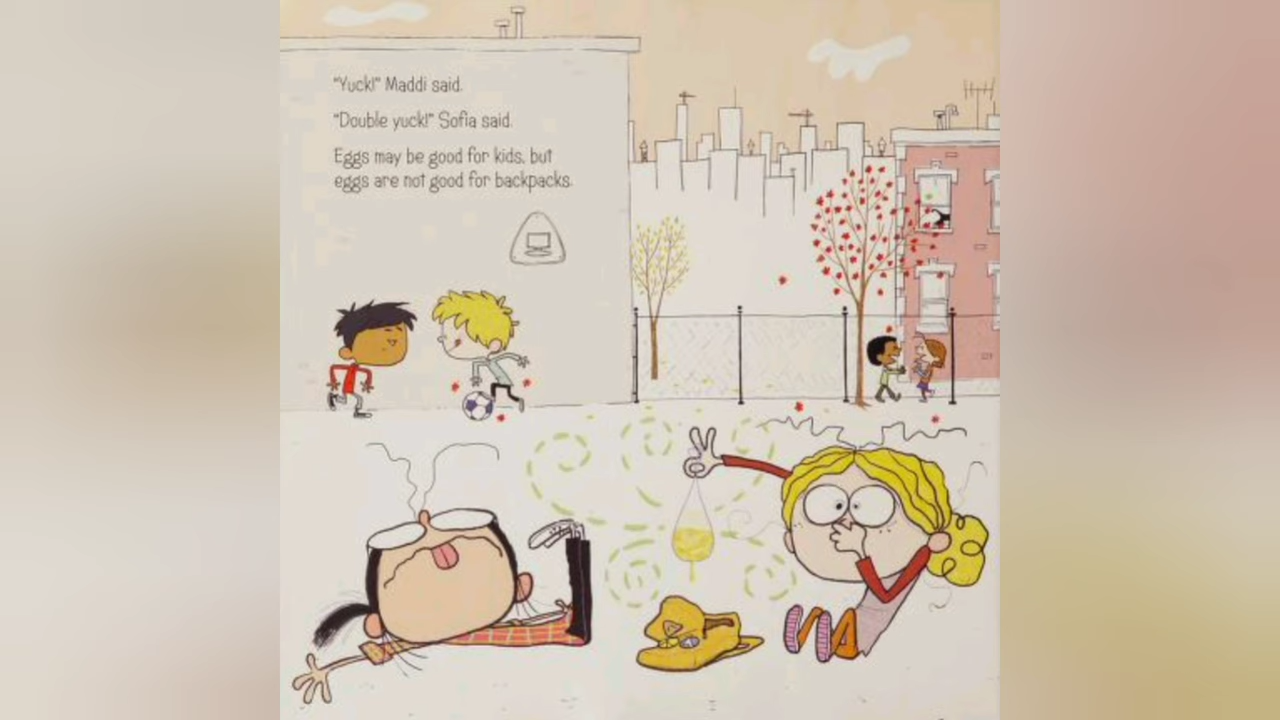 "Yuck!" Maddi said.
"Double yuck!" Sofia said.
Eggs may be good for kids, but
eggs are not good for backpacks.